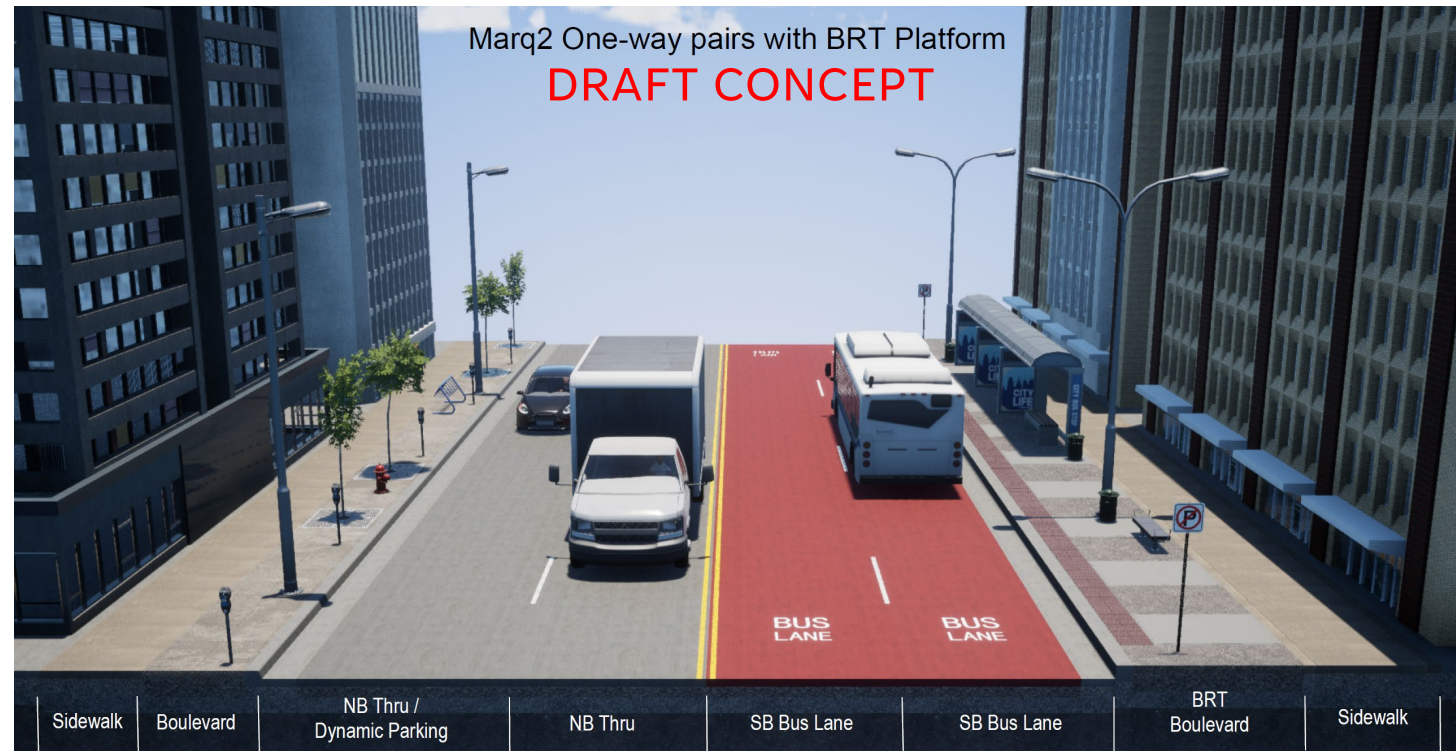 Marq2 One-way pairs with BRT Platform
DRAFT CONCEPT
CITY
LIFE
BUS
LANE
BUS
LANE
Sidewalk
Boulevard
NB Thru /
Dynamic Parking
NB Thru
SB Bus Lane
SB Bus Lane
BRT
Boulevard
Sidewalk